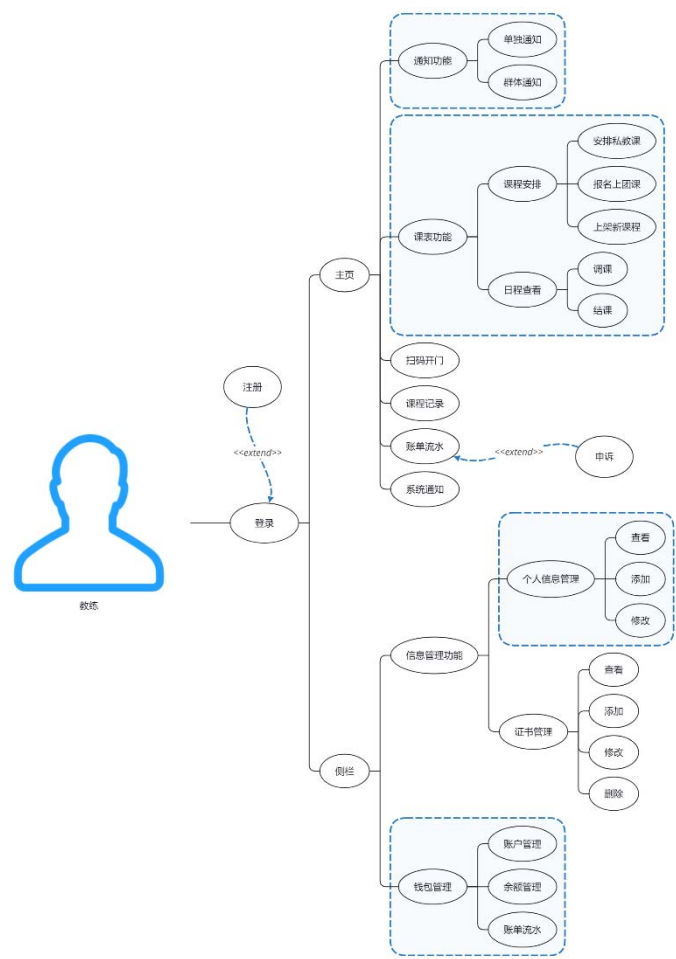 单独通知
通知功能
群体通知
安排私教课
课程安排
报名上团课
上架新课程
课表功能
调课
日程查看
结课
主页
扫码开门
注册
课程记录
账单流水
<<extend>>
<<extend>>
申诉
系统通知
登录
教练
查看
个人信息管理
添加
修改
信息管理功能
查看
添加
证书管理
修改
侧栏
删除
账户管理
钱包管理
余额管理
账单流水